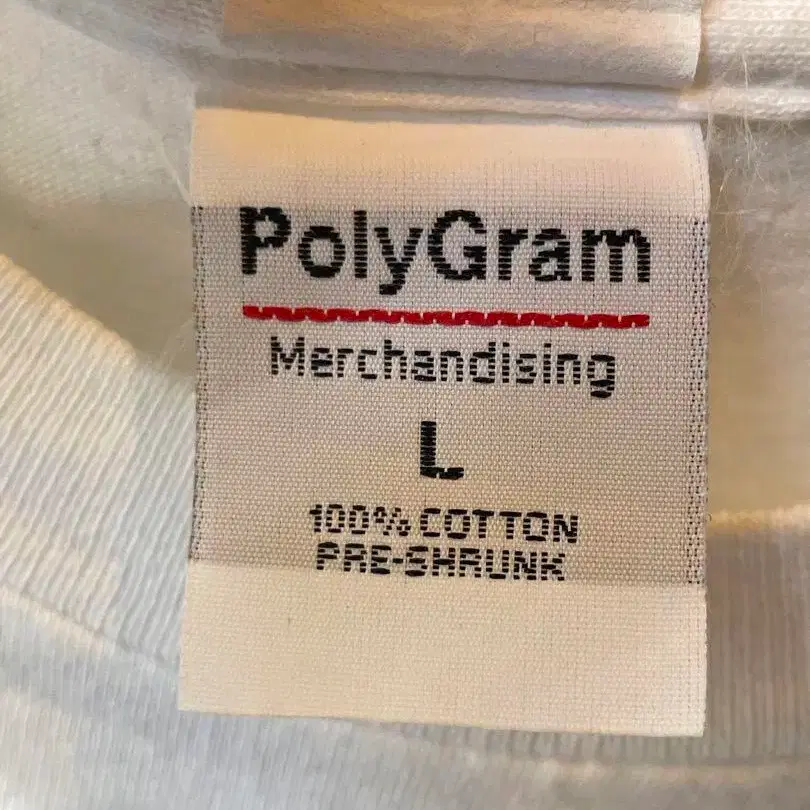 PolyGram
Merchandising
L
100% COTTON
PRE-SHRUNK